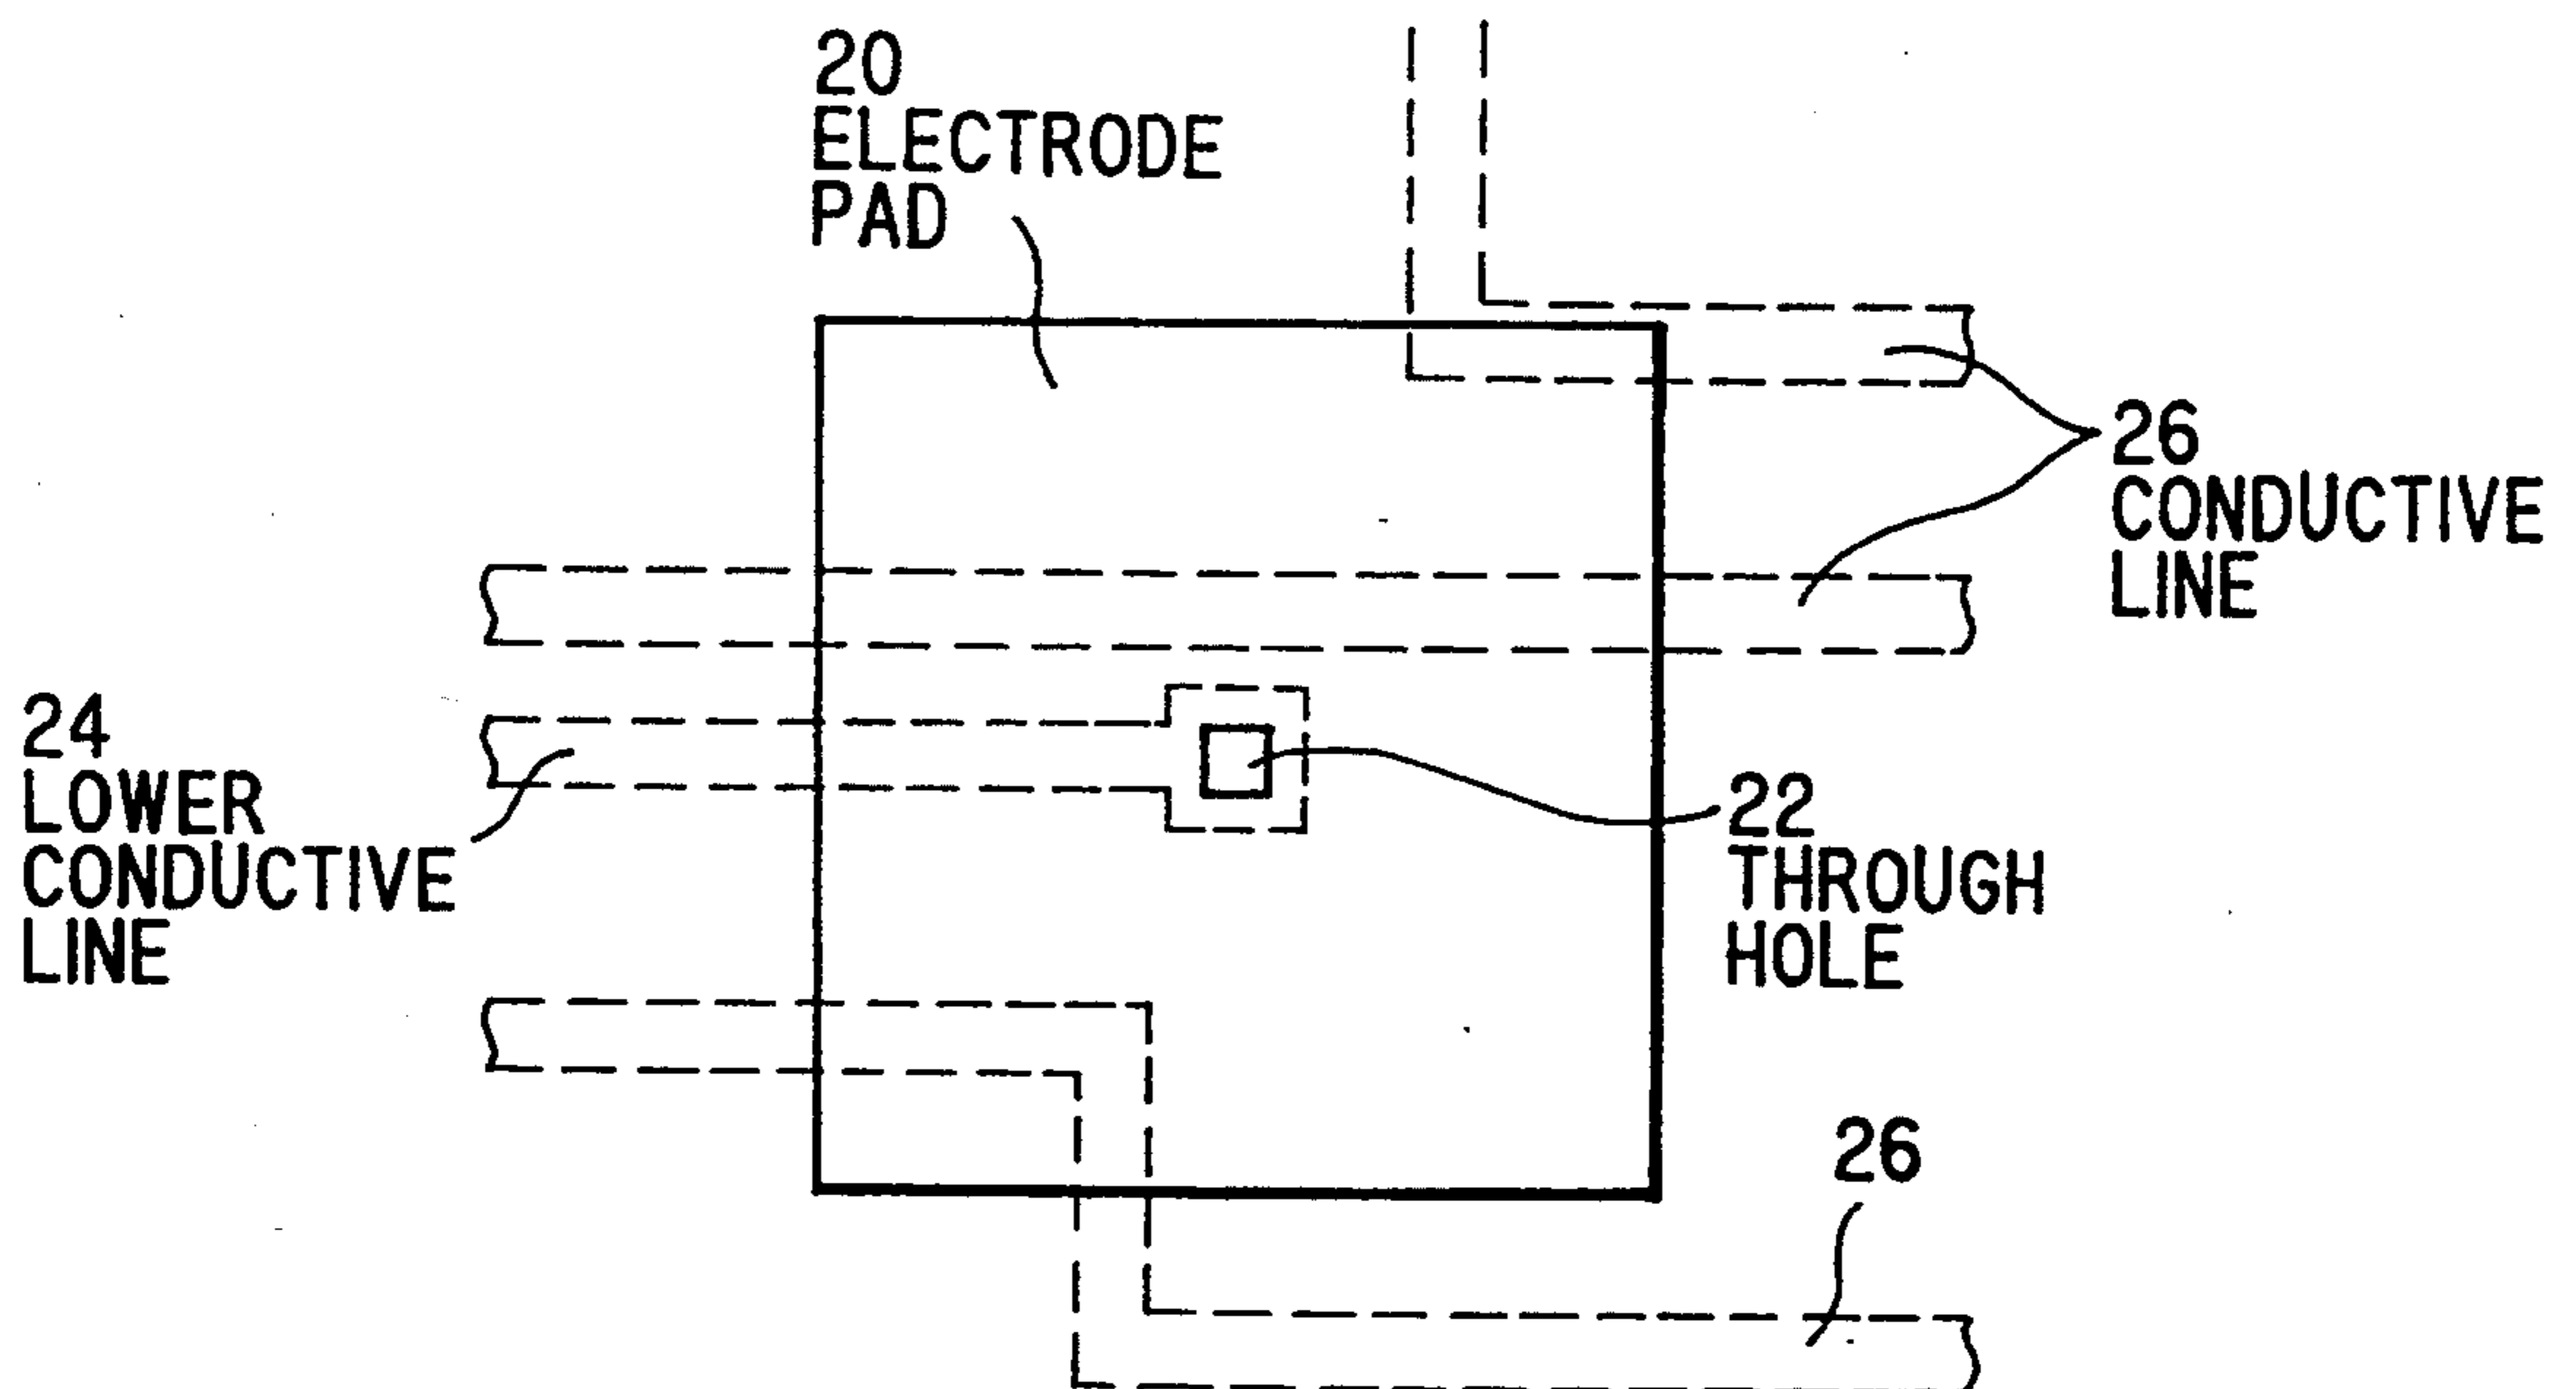 20
ELECTRODE
PAD
26
CONDUCTIVE
LINE
24
LOWER
CONDUCTIVE
LINE
22
THROUGH
HOLE
26